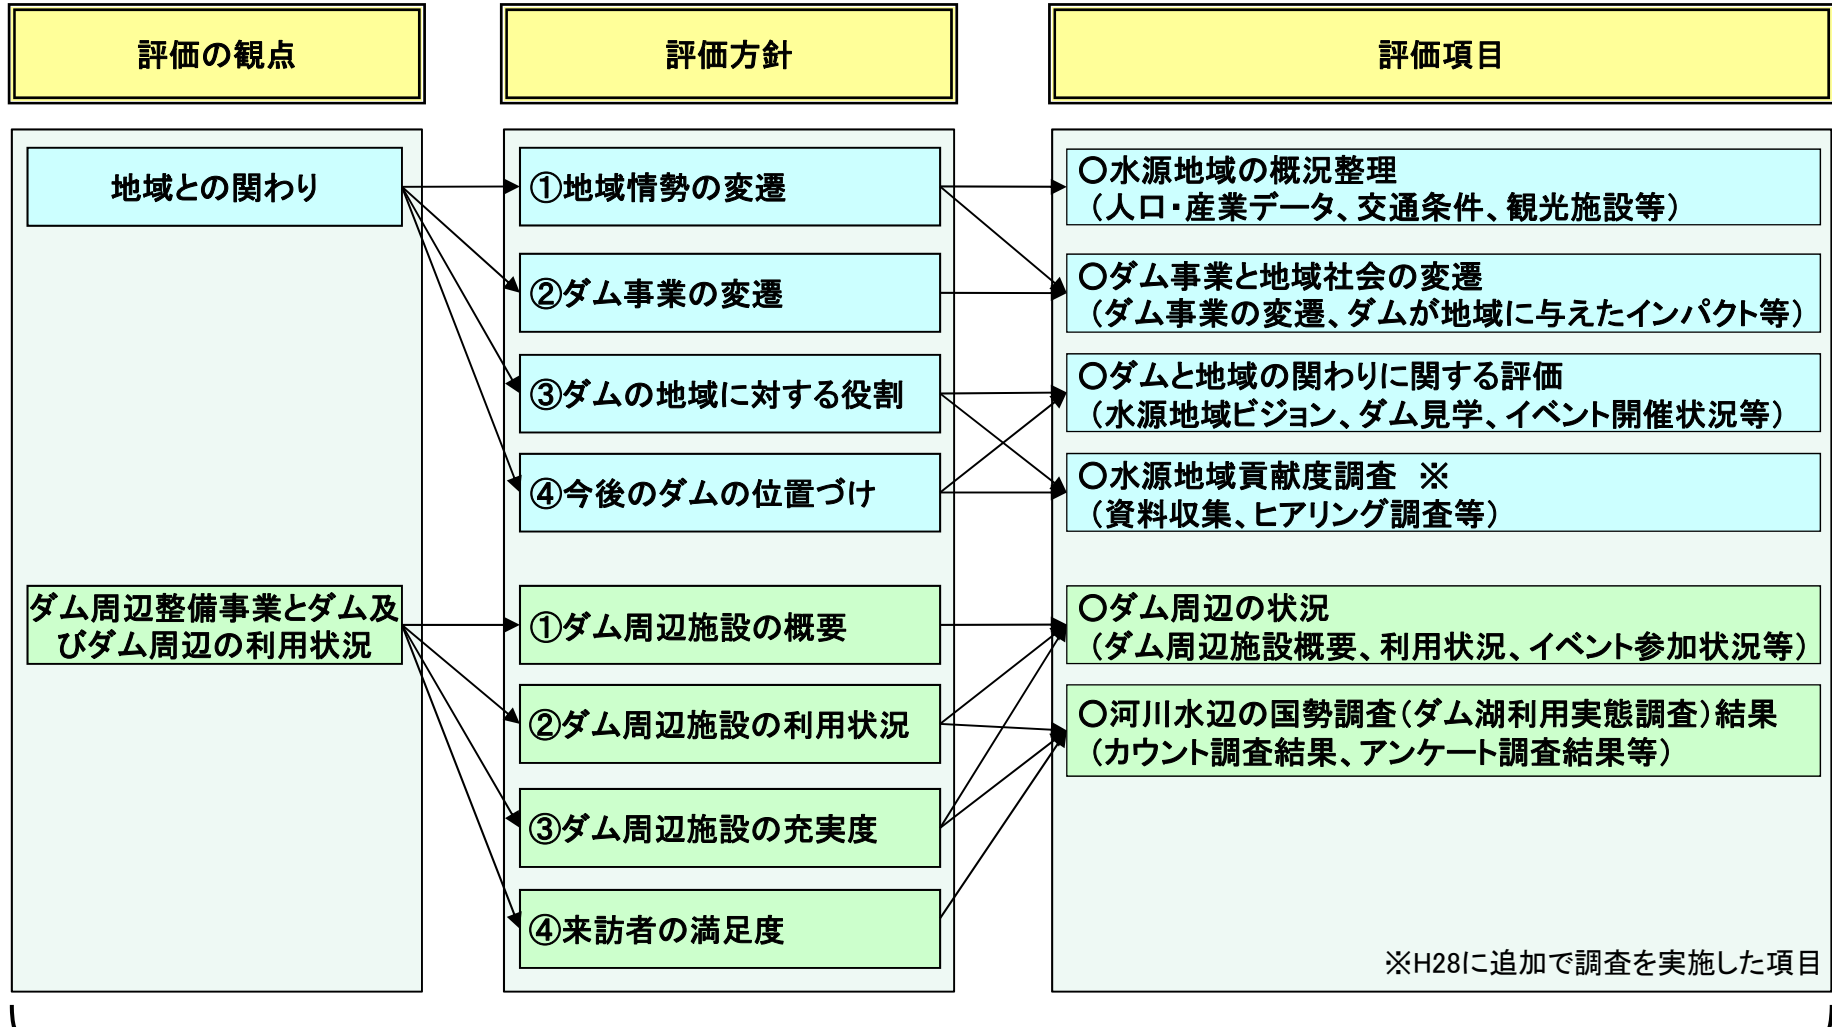 評価の観点
評価方針
評価項目
地域との関わり
①地域情勢の変遷
②ダム事業の変遷
③ダムの地域に対する役割
④今後のダムの位置づけ
○水源地域の概況整理
（人口・産業データ、交通条件、観光施設等）
○ダム事業と地域社会の変遷
（ダム事業の変遷、ダムが地域に与えたインパクト等）
○ダムと地域の関わりに関する評価
（水源地域ビジョン、ダム見学、イベント開催状況等）
○水源地域貢献度調査　※
（資料収集、ヒアリング調査等）
ダム周辺整備事業とダム及
びダム周辺の利用状況
①ダム周辺施設の概要
②ダム周辺施設の利用状況
③ダム周辺施設の充実度
④来訪者の満足度
○ダム周辺の状況
（ダム周辺施設概要、利用状況、イベント参加状況等）
○河川水辺の国勢調査（ダム湖利用実態調査）結果
（カウント調査結果、アンケート調査結果等）
※H28に追加で調査を実施した項目